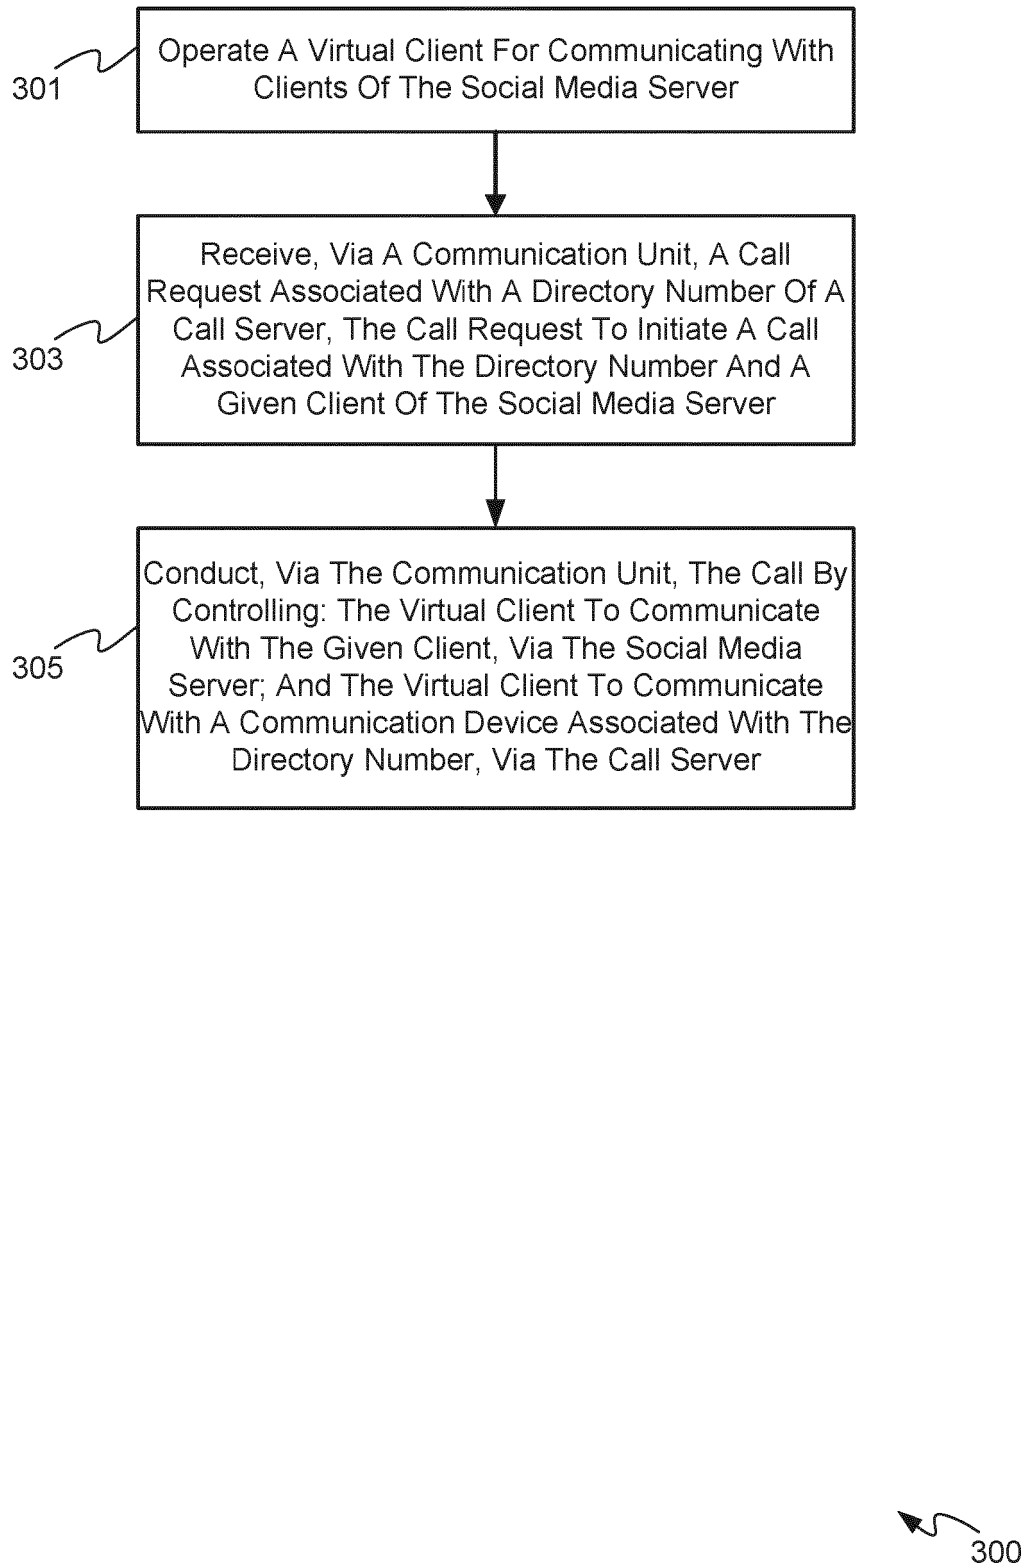 Operate A Virtual Client For Communicating With
Clients Of The Social Media Server
301
Receive, Via A Communication Unit, A Call
Request Associated With A Directory Number Of A
Call Server, The Call Request To Initiate A Call
Associated With The Directory Number And A
Given Client Of The Social Media Server
303
Conduct, Via The Communication Unit, The Call By
Controlling: The Virtual Client To Communicate
With The Given Client, Via The Social Media
Server; And The Virtual Client To Communicate
With A Communication Device Associated With The
Directory Number, Via The Call Server
305
300